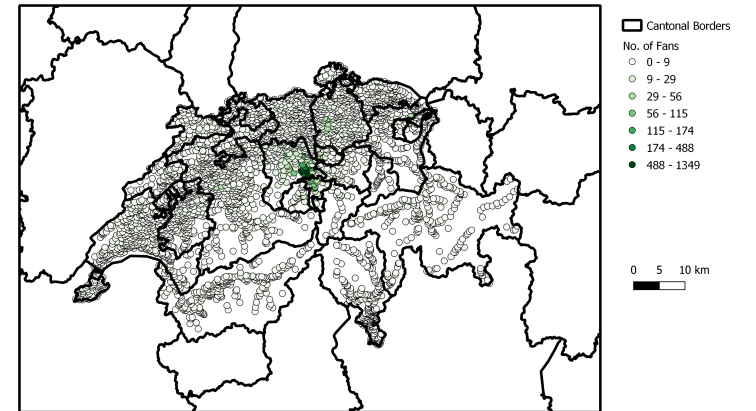 Cantonal Borders
No. of Fans
0 - 9
9 - 29
29 - 56
56 - 115
115 - 174
174 - 488
488 - 1349
0 5 10 km